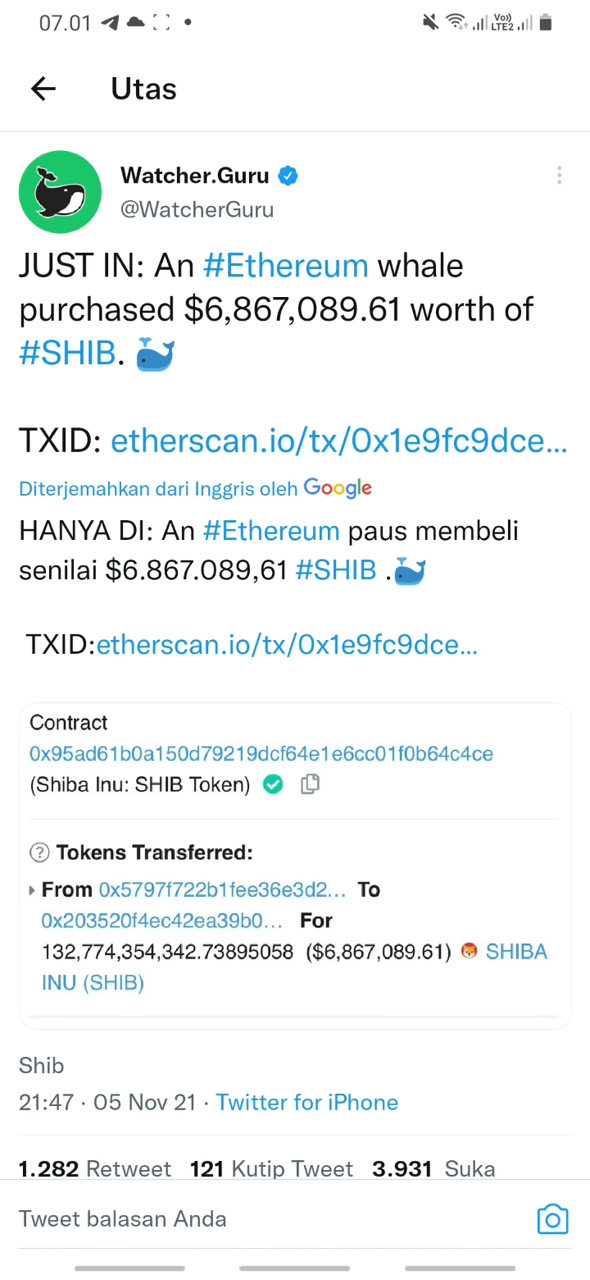 07.01
Vo)) LTE2
Utas
Watcher.Guru
@WatcherGuru
JUST IN: An #Ethereum whale
purchased $6,867,089.61 worth of
#SHIB. 🐳
TXID: etherscan.io/tx/0x1e9fc9dce...
Diterjemahkan dari Inggris oleh Google
HANYA DI: An #Ethereum paus membeli
senilai $6.867.089,61 #SHIB .🐳
TXID:etherscan.io/tx/0x1e9fc9dce...
Contract
0x95ad61b0a150d79219dcf64e1e6cc01f0b64c4ce
(Shiba Inu: SHIB Token)
Tokens Transferred:
From 0x5797f722b1fee36e3d2... To
0x203520f4ec42ea39b0... For
132,774,354,342.73895058 ($6,867,089.61) SHIBA
INU (SHIB)
Shib
21:47 · 05 Nov 21 · Twitter for iPhone
1.282 Retweet 121 Kutip Tweet 3.931 Suka
Tweet balasan Anda